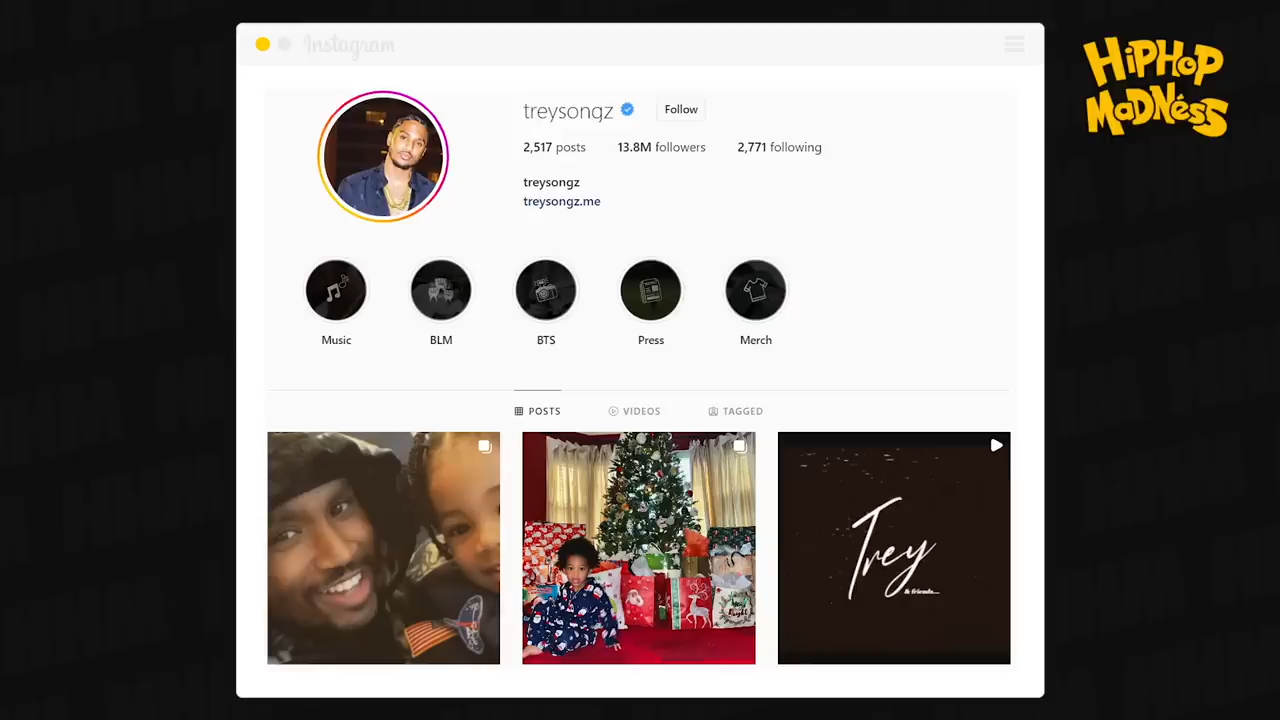 Instagram
HIPHOP
MADNESS
treysongz
Follow
2,517 posts 13.8M followers 2,771 following
treysongz
treysongz.me
Music BLM BTS Press Merch
POSTS VIDEOS TAGGED
Trey
& friends...